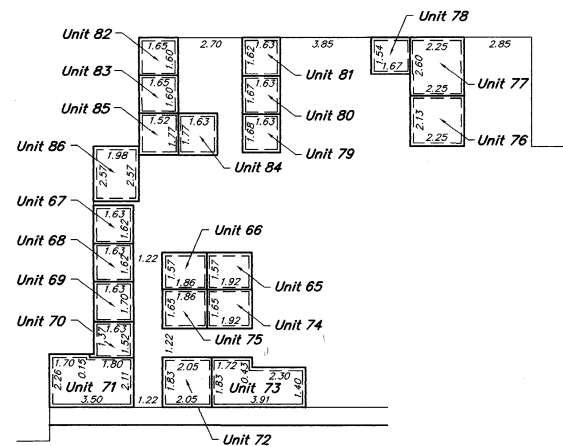 Unit 78
Unit 82
1.65
1.60
2.70
1.62
1.63
3.85
1.54
1.67
2.25
2.60
2.85
Unit 83
1.65
1.60
Unit 81
Unit 77
1.67
1.63
2.25
Unit 85
1.52
1.77
1.77
1.63
Unit 80
1.68
1.63
2.13
2.25
Unit 76
Unit 79
Unit 86
1.98
2.57
2.57
Unit 84
Unit 67
1.63
1.62
Unit 66
Unit 68
1.63
1.62
1.22
1.57
1.86
1.57
1.92
Unit 65
Unit 69
1.63
1.70
1.65
1.86
1.65
1.92
Unit 74
Unit 70
1.37
1.63
1.52
1.22
Unit 75
1.70
0.15
1.80
2.26
2.11
Unit 71
3.50
1.22
2.05
1.83
2.05
1.72
0.43
1.83
2.30
Unit 73
1.40
3.91
Unit 72